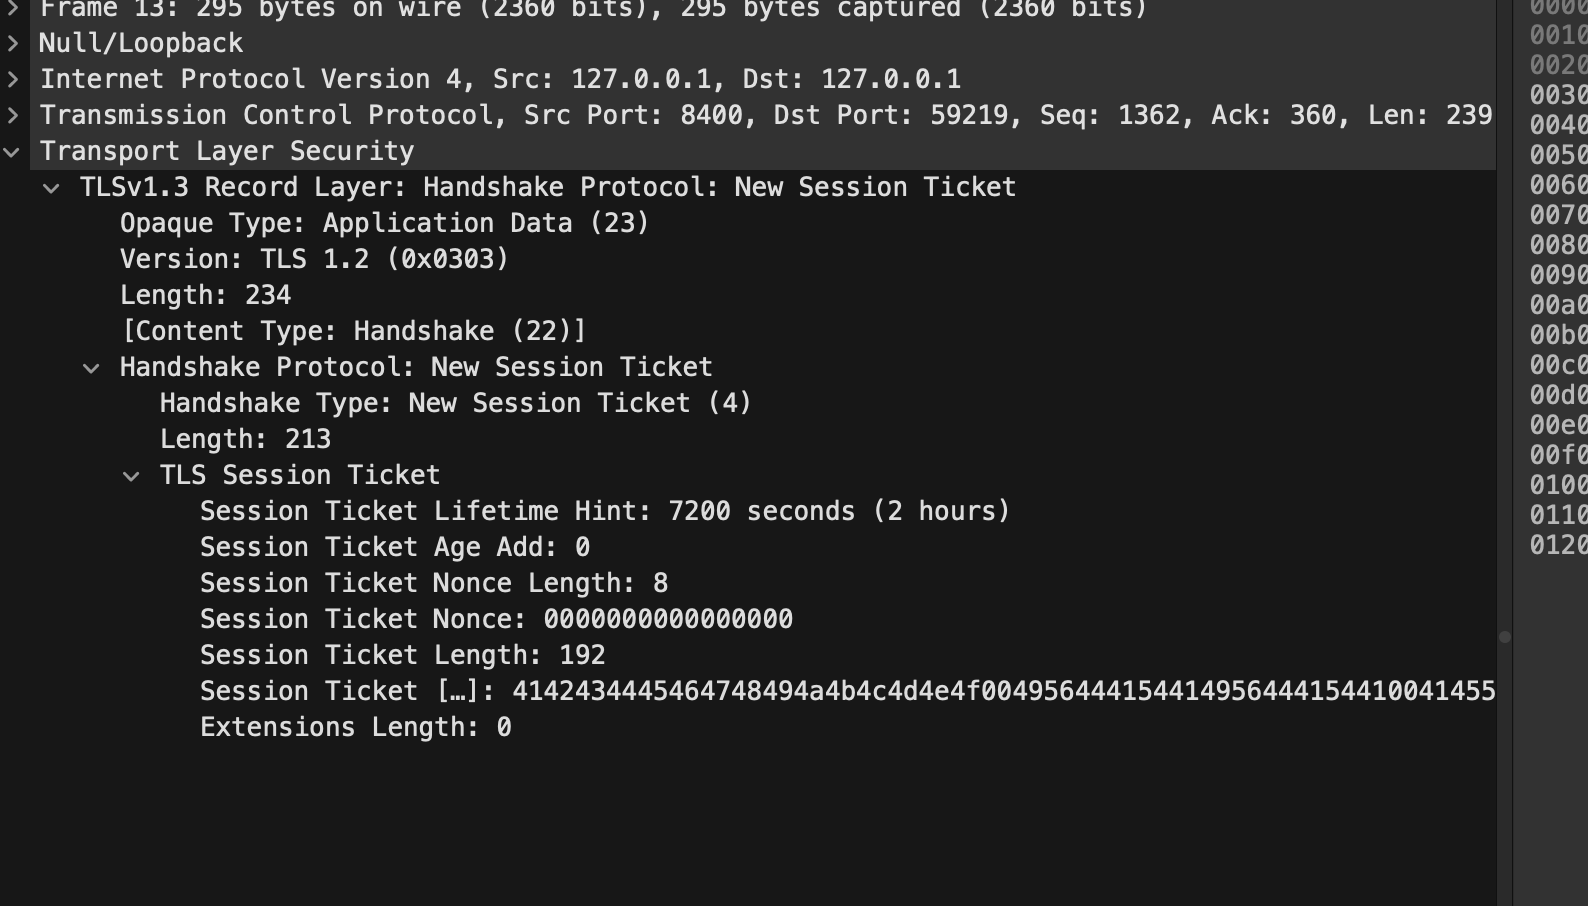 Frame 13: 295 bytes on wire (2360 bits), 295 bytes captured (2360 bits)
Null/Loopback
Internet Protocol Version 4, Src: 127.0.0.1, Dst: 127.0.0.1
Transmission Control Protocol, Src Port: 8400, Dst Port: 59219, Seq: 1362, Ack: 360, Len: 239
Transport Layer Security
TLSv1.3 Record Layer: Handshake Protocol: New Session Ticket
Opaque Type: Application Data (23)
Version: TLS 1.2 (0x0303)
Length: 234
[Content Type: Handshake (22)]
Handshake Protocol: New Session Ticket
Handshake Type: New Session Ticket (4)
Length: 213
TLS Session Ticket
Session Ticket Lifetime Hint: 7200 seconds (2 hours)
Session Ticket Age Add: 0
Session Ticket Nonce Length: 8
Session Ticket Nonce: 0000000000000000
Session Ticket Length: 192
Session Ticket […]: 4142434445464748494a4b4c4d4e4f004956444154414956444154410041455
Extensions Length: 0
0000
0010
0020
0030
0040
0050
0060
0070
0080
0090
00a0
00b0
00c0
00d0
00e0
00f0
0100
0110
0120